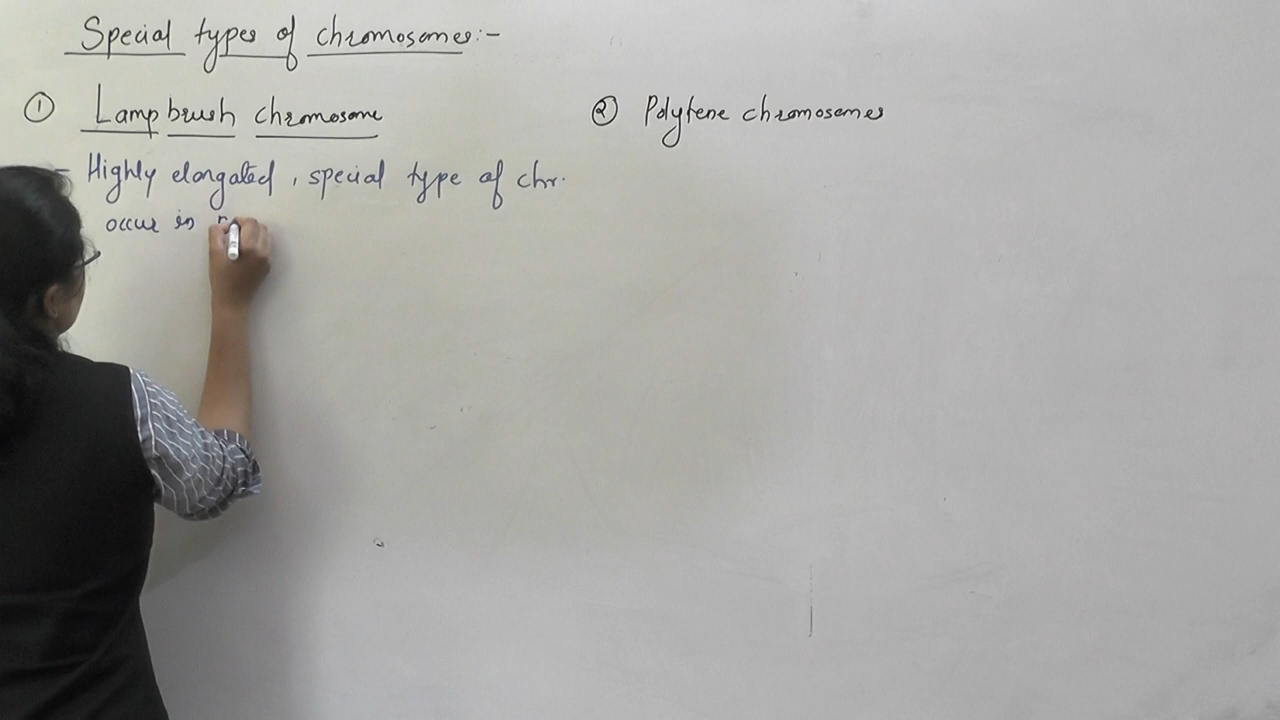 Special types of chromosomes:-
① Lampbrush chromosome
- Highly elongated, special type of chr.
occur in
② Polytene chromosomes